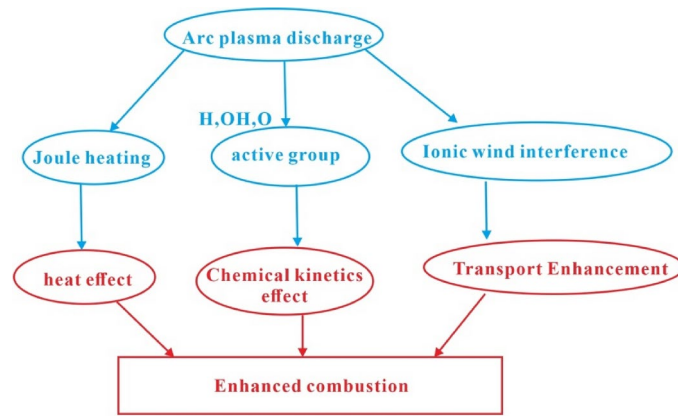 Arc plasma discharge
H,OH,O
Joule heating
active group
Ionic wind interference
heat effect
Chemical kinetics
effect
Transport Enhancement
Enhanced combustion